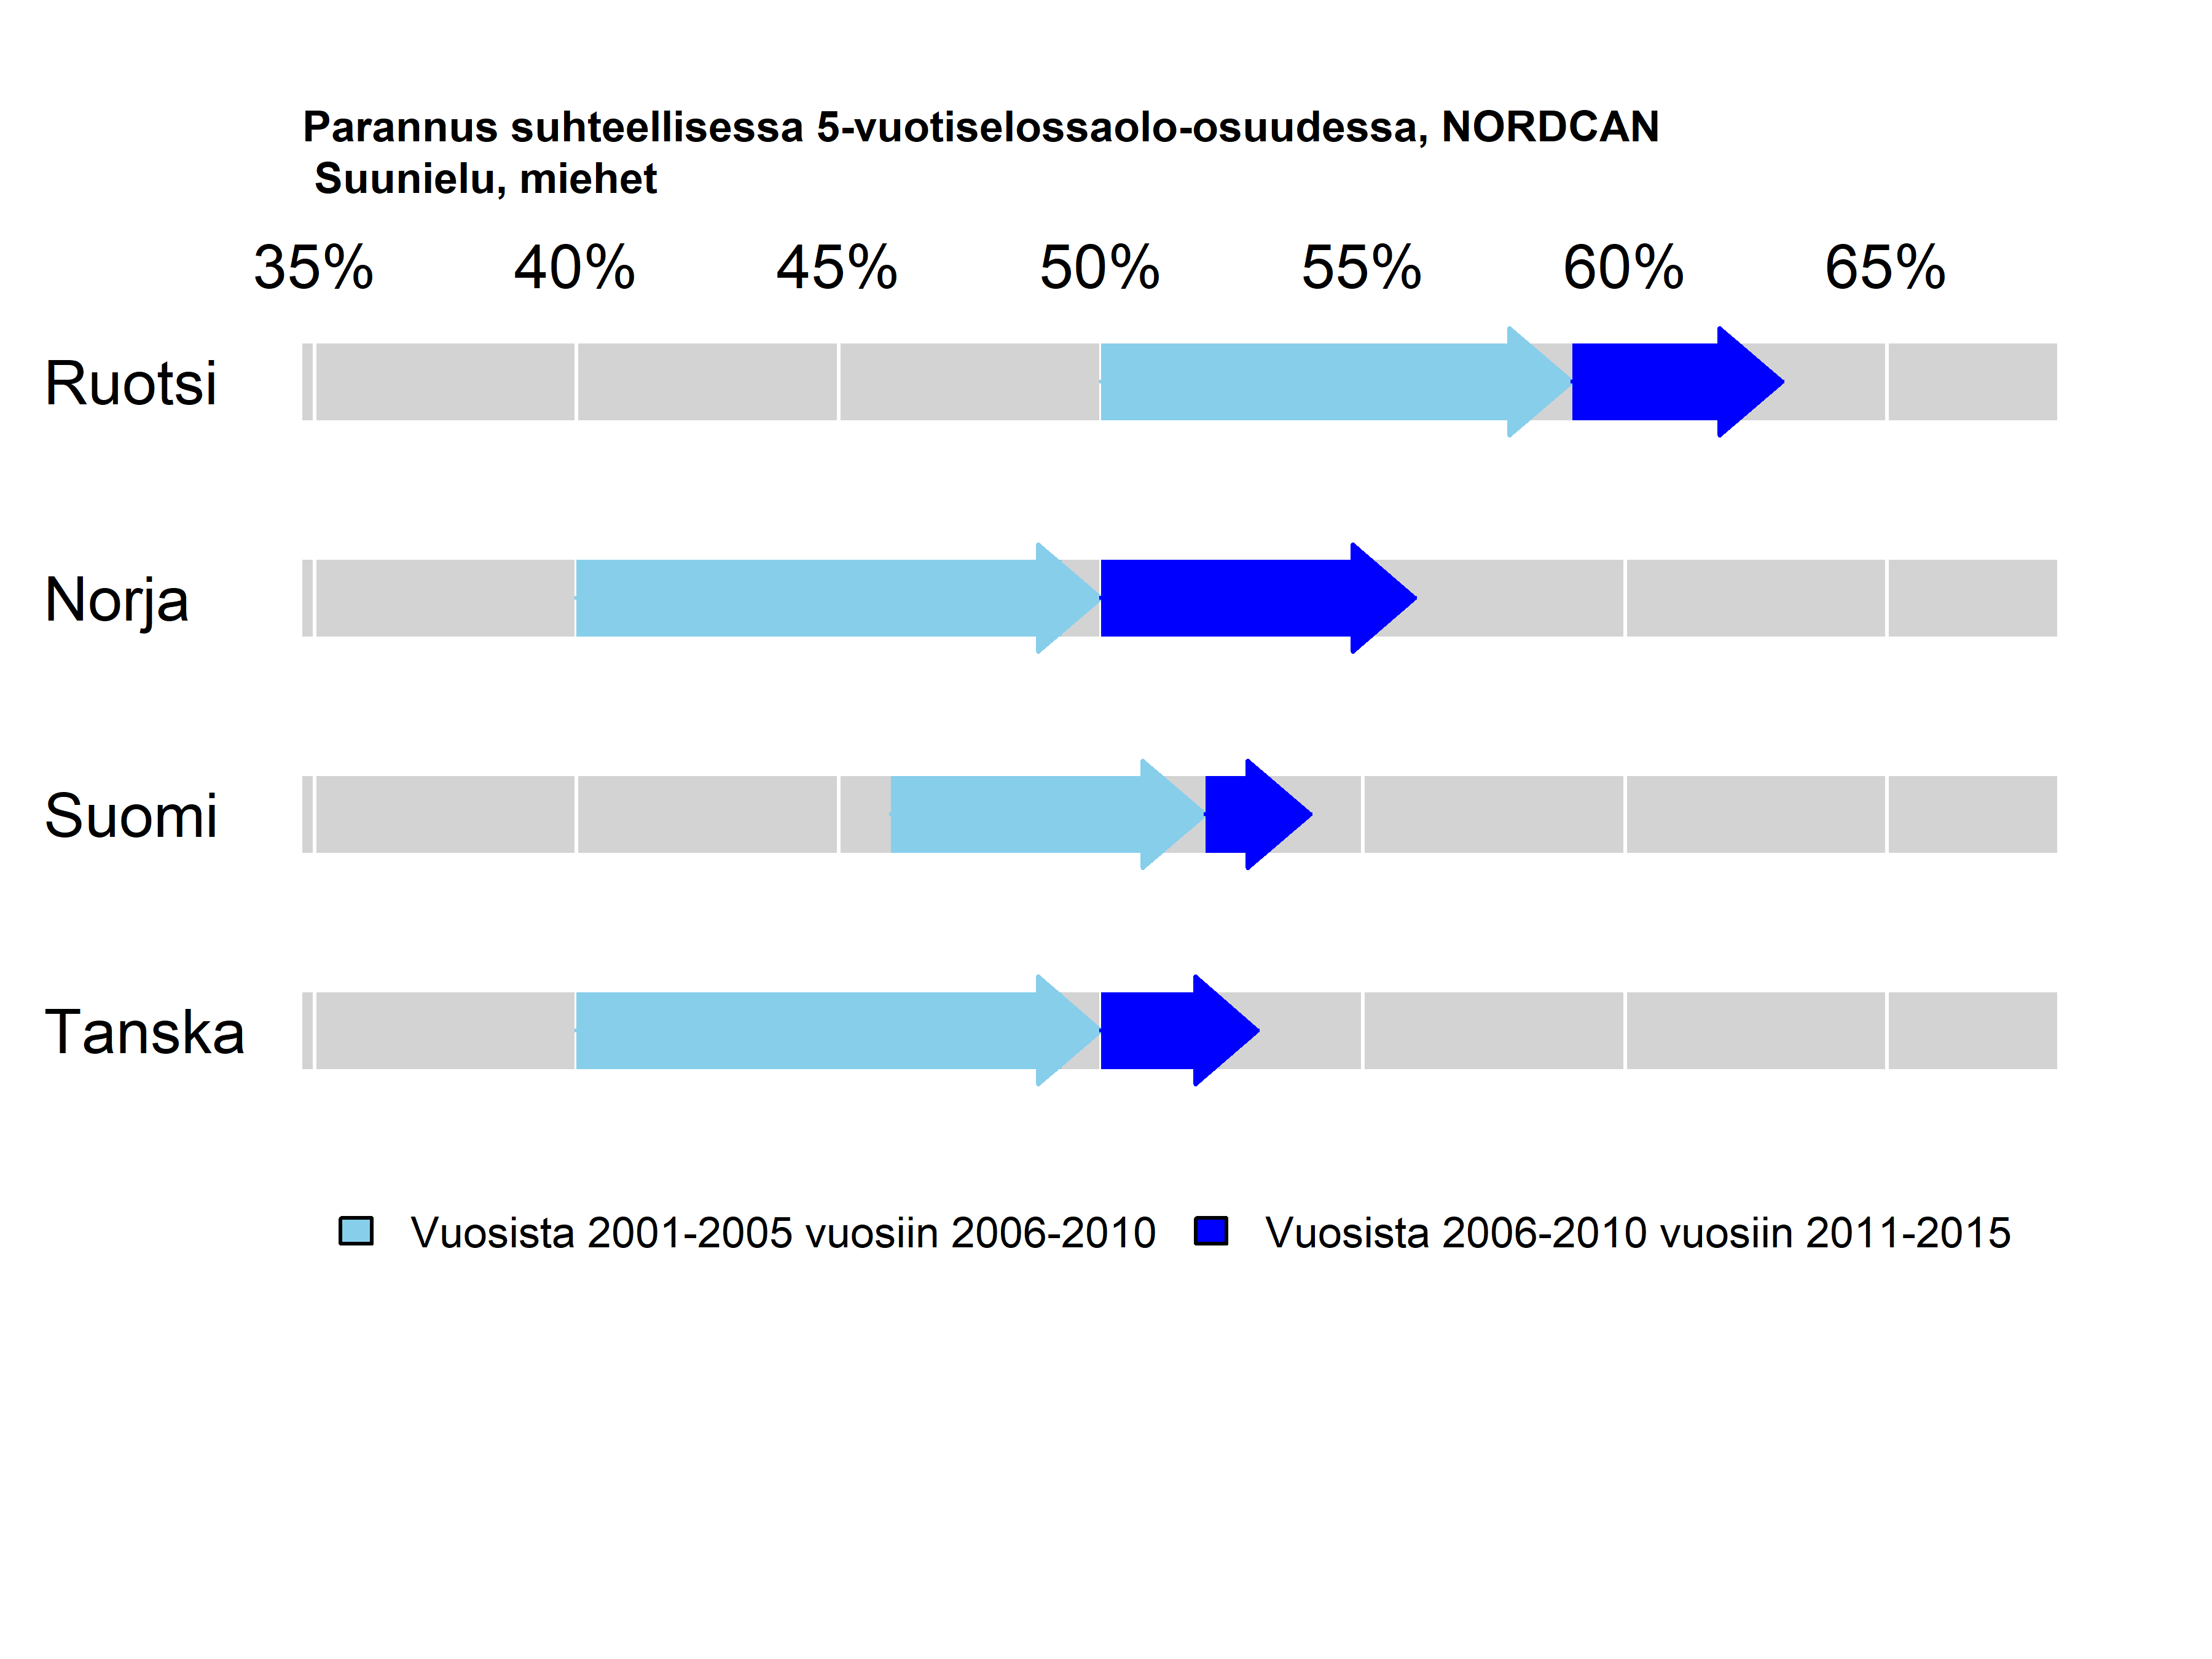 Parannus suhteellisessa 5-vuotiselossaolo-osuudessa, NORDCAN
Suunielu, miehet
35% 40% 45% 50% 55% 60% 65%
Ruotsi
Norja
Suomi
Tanska
Vuosista 2001-2005 vuosiin 2006-2010 Vuosista 2006-2010 vuosiin 2011-2015